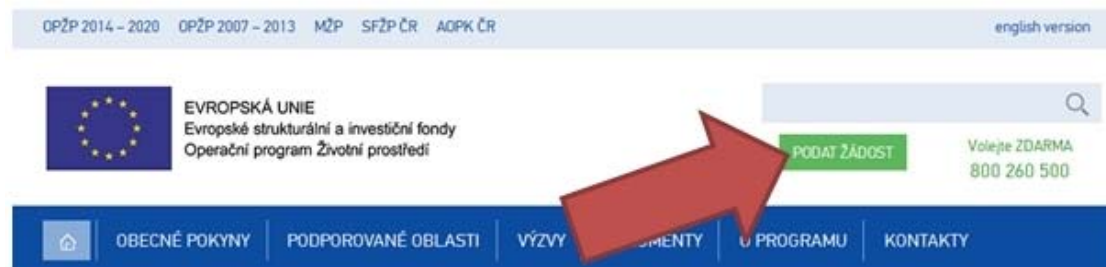 OPŽP 2014 – 2020 OPŽP 2007 – 2013 MŽP SFŽP ČR AOPK ČR english version
EVROPSKÁ UNIE
Evropské strukturální a investiční fondy
Operační program Životní prostředí
PODAT ŽÁDOST
Volejte ZDARMA
800 260 500
OBECNÉ POKYNY PODPOROVANÉ OBLASTI VÝZVY UMENTY O PROGRAMU KONTAKTY